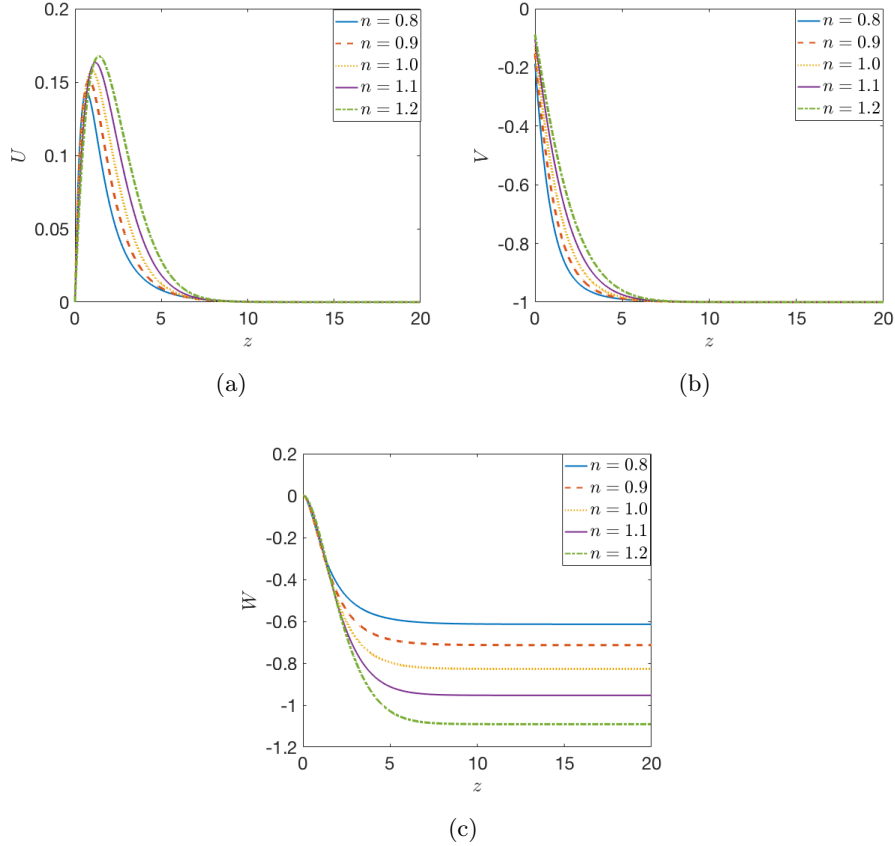 0.2
0.15
0.1
0.05
0
U
0
5
10
15
20
z
n = 0.8
n = 0.9
n = 1.0
n = 1.1
n = 1.2
(a)
0
-0.2
-0.4
-0.6
-0.8
-1
V
0
5
10
15
20
z
n = 0.8
n = 0.9
n = 1.0
n = 1.1
n = 1.2
(b)
0.2
0
-0.2
-0.4
-0.6
-0.8
-1
-1.2
W
0
5
10
15
20
z
n = 0.8
n = 0.9
n = 1.0
n = 1.1
n = 1.2
(c)